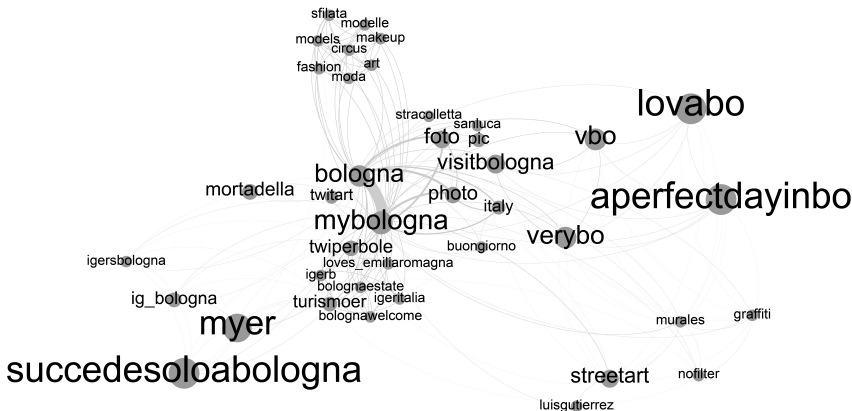 sfilata
modelle
models
makeup
circus
fashion
art
moda
lovabo
stracolletta
sanluca
foto
pic
vbo
visitbologna
bologna
mortadella
twitart
photo
aperfectdayinbo
italy
mybologna
verybo
twiperbole
buongiorno
igersbologna
loves_emiliaromagna
igerb
bolognaestate
ig_bologna
turismoer
igeritalia
bolognawelcome
myer
murales
graffiti
succedesoloabologna
streetart
nofilter
luisgutierrez